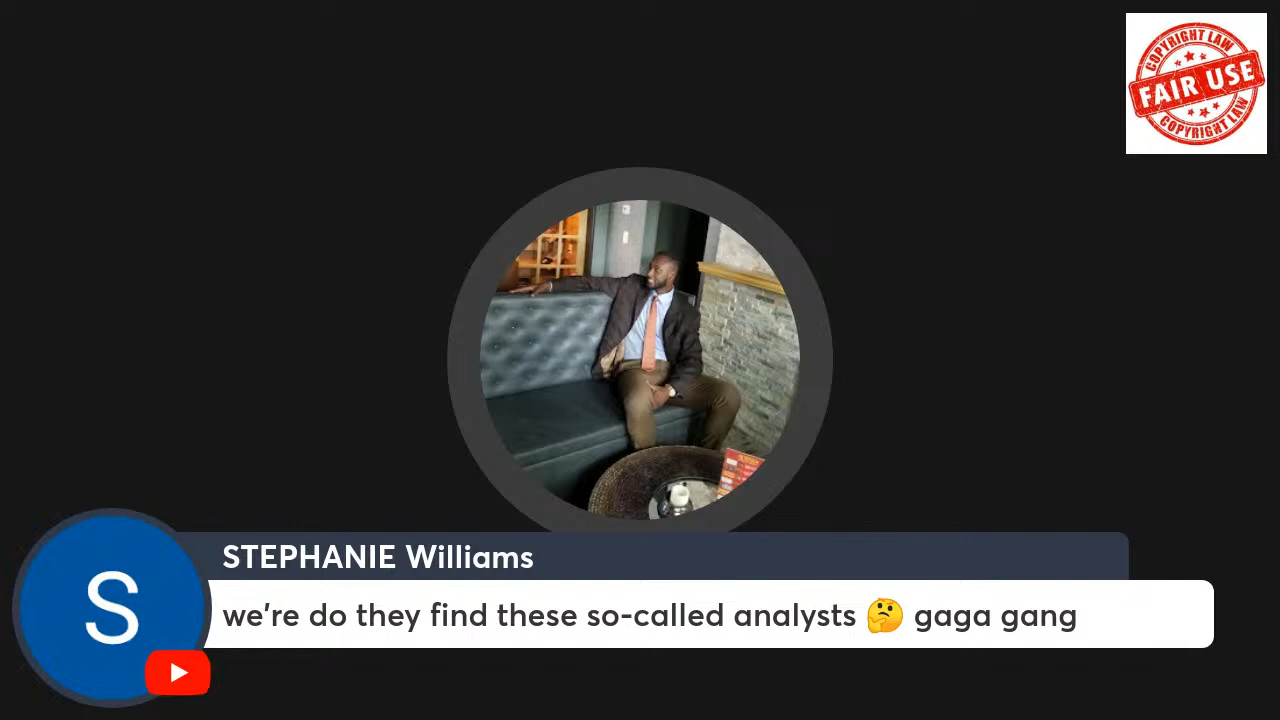 COPYRIGHT LAW
FAIR USE
COPYRIGHT LAW
STEPHANIE Williams
we're do they find these so-called analysts 🤔 gaga gang
S